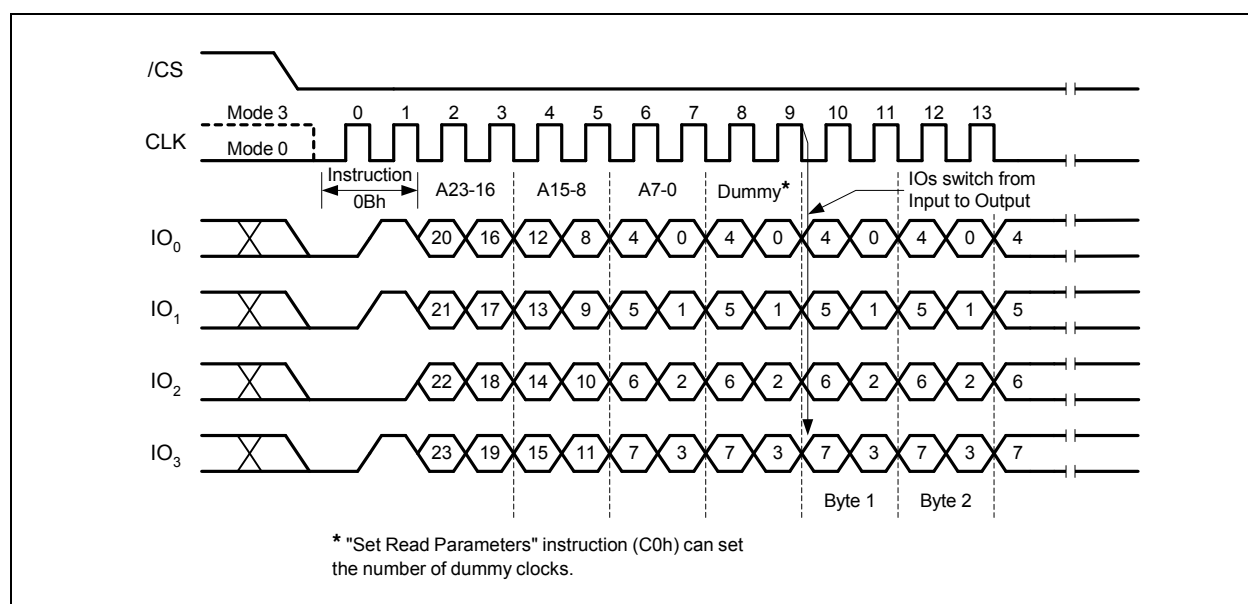 /CS
Mode 3 0 1 2 3 4 5 6 7 8 9 10 11 12 13
CLK
Mode 0
Instruction
0Bh
A23-16 A15-8 A7-0 Dummy*
IOs switch from
Input to Output
IO0 20 16 12 8 4 0 4 0 4 0 4 0 4
IO1 21 17 13 9 5 1 5 1 5 1 5 1 5
IO2 22 18 14 10 6 2 6 2 6 2 6 2 6
IO3 23 19 15 11 7 3 7 3 7 3 7 3 7
Byte 1 Byte 2
* "Set Read Parameters" instruction (C0h) can set
the number of dummy clocks.